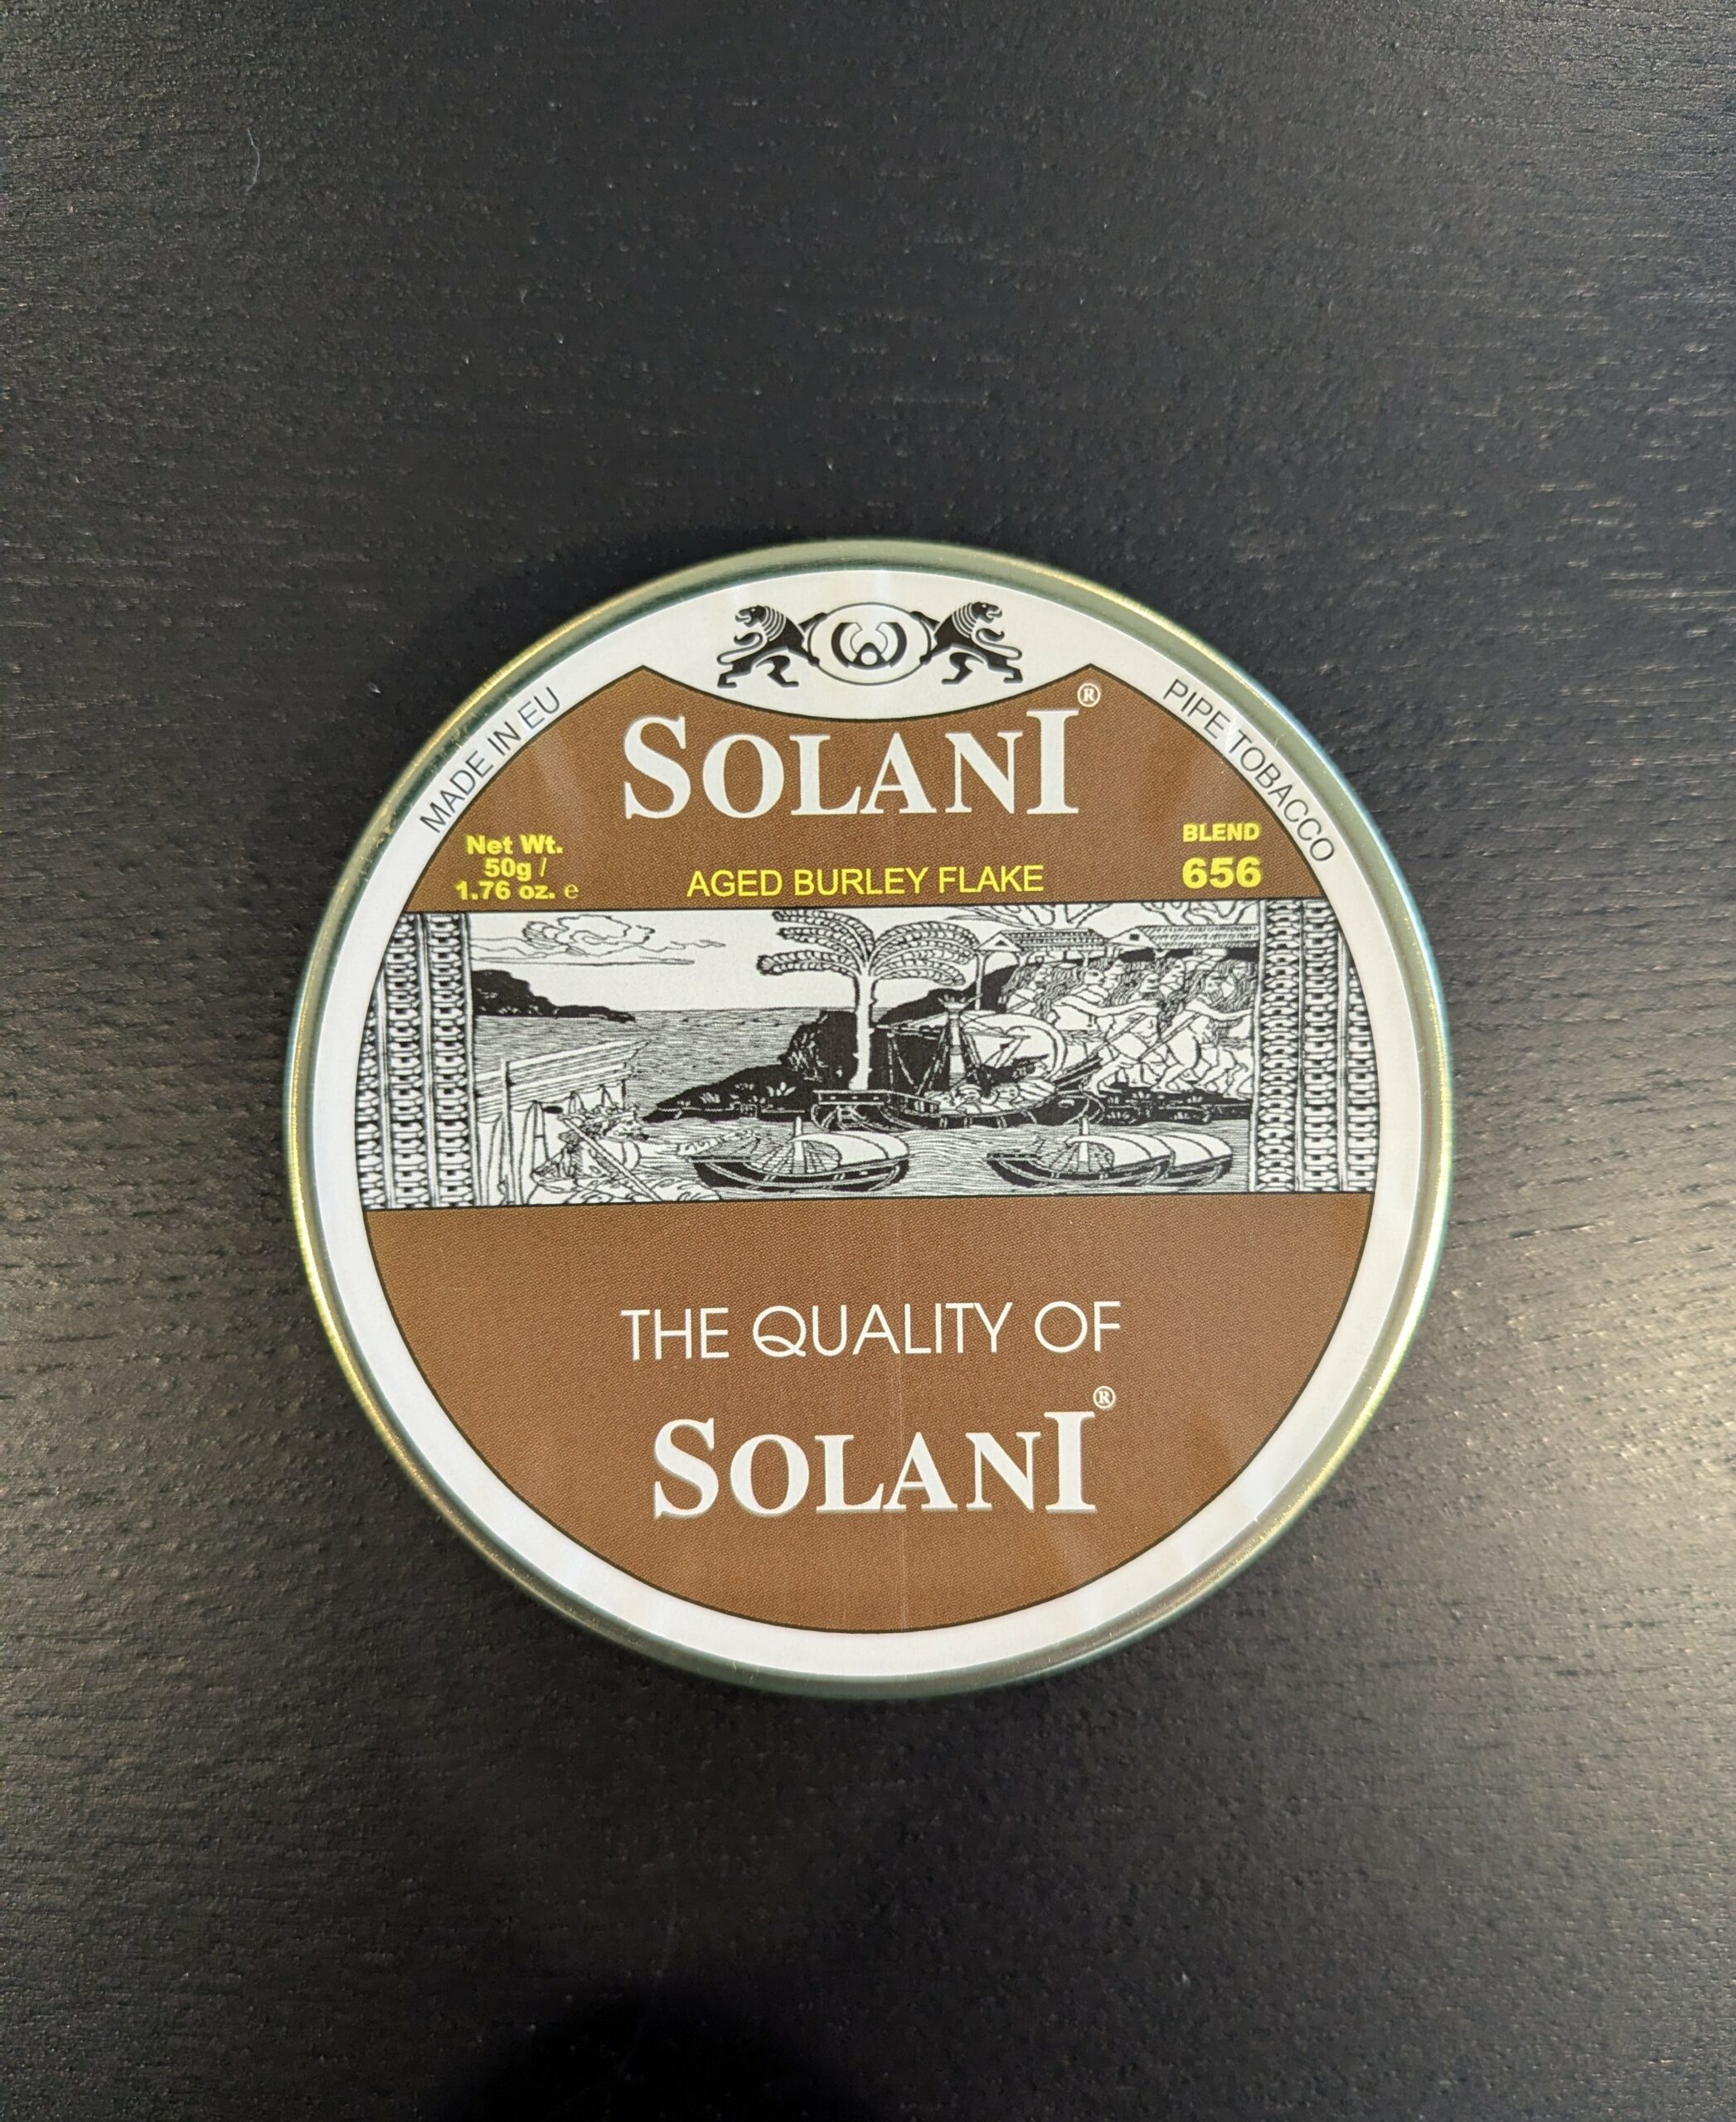 MADE IN EU
PIPE TOBACCO
SOLANI®
Net Wt.
50g /
1.76 oz. e
AGED BURLEY FLAKE
BLEND
656
THE QUALITY OF
SOLANI®